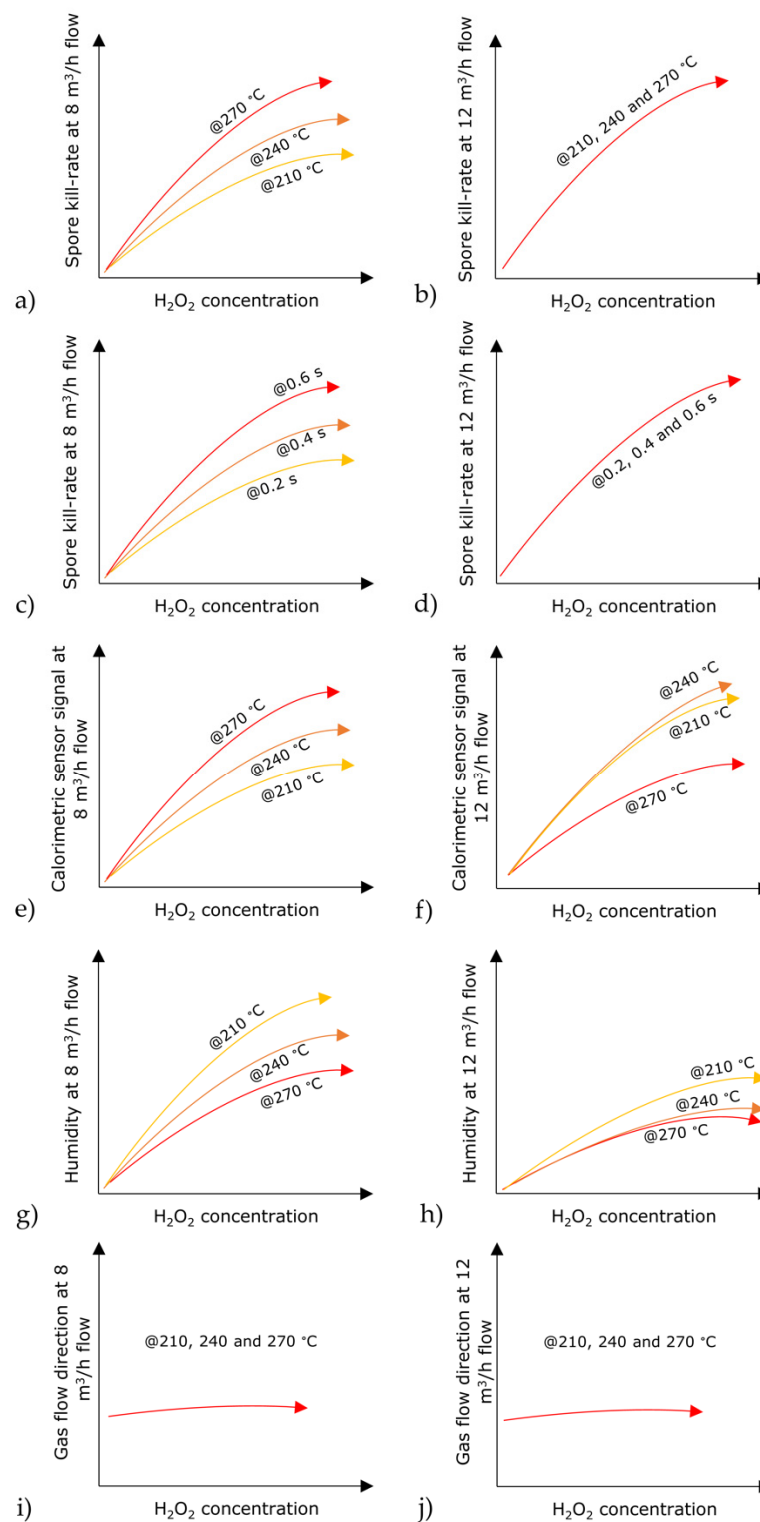 Spore kill-rate at 8 m³/h flow
@270 °C
@240 °C
@210 °C
H₂O₂ concentration
a)
Spore kill-rate at 12 m³/h flow
@210, 240 and 270 °C
H₂O₂ concentration
b)
Spore kill-rate at 8 m³/h flow
@0.6 s
@0.4 s
@0.2 s
H₂O₂ concentration
c)
Spore kill-rate at 12 m³/h flow
@0.2, 0.4 and 0.6 s
H₂O₂ concentration
d)
Calorimetric sensor signal at
8 m³/h flow
@270 °C
@240 °C
@210 °C
H₂O₂ concentration
e)
Calorimetric sensor signal at
12 m³/h flow
@240 °C
@210 °C
@270 °C
H₂O₂ concentration
f)
Humidity at 8 m³/h flow
@210 °C
@240 °C
@270 °C
H₂O₂ concentration
g)
Humidity at 12 m³/h flow
@210 °C
@240 °C
@270 °C
H₂O₂ concentration
h)
Gas flow direction at 8
m³/h flow
@210, 240 and 270 °C
H₂O₂ concentration
i)
Gas flow direction at 12
m³/h flow
@210, 240 and 270 °C
H₂O₂ concentration
j)